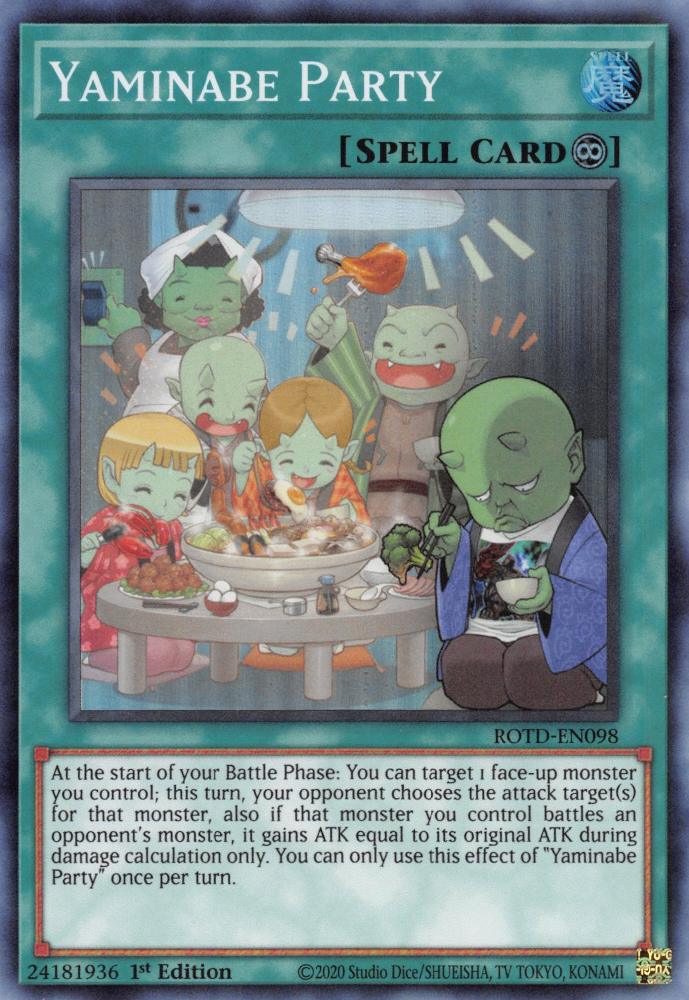 YAMINABE PARTY
SPELL
魔
[SPELL CARD∞]
ROTD-EN098
At the start of your Battle Phase: You can target 1 face-up monster
you control; this turn, your opponent chooses the attack target(s)
for that monster, also if that monster you control battles an
opponent's monster, it gains ATK equal to its original ATK during
damage calculation only. You can only use this effect of "Yaminabe
Party" once per turn.
24181936 1st Edition ©2020 Studio Dice/SHUEISHA, TV TOKYO, KONAMI